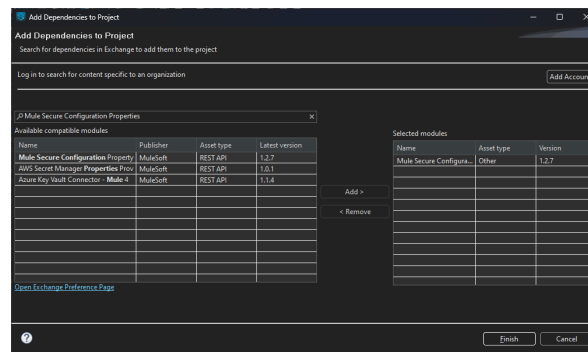 Add Dependencies to Project
Add Dependencies to Project
Search for dependencies in Exchange to add them to the project
Log in to search for content specific to an organization
Add Accoun
Mule Secure Configuration Properties
Available compatible modules
Name Publisher Asset type Latest version
Mule Secure Configuration Property MuleSoft REST API 1.2.7
AWS Secret Manager Properties Prov MuleSoft REST API 1.0.1
Azure Key Vault Connector - Mule 4 MuleSoft REST API 1.1.4
Add >
< Remove
Selected modules
Name Asset type Version
Mule Secure Configura... Other 1.2.7
Open Exchange Preference Page
Finish
Cancel